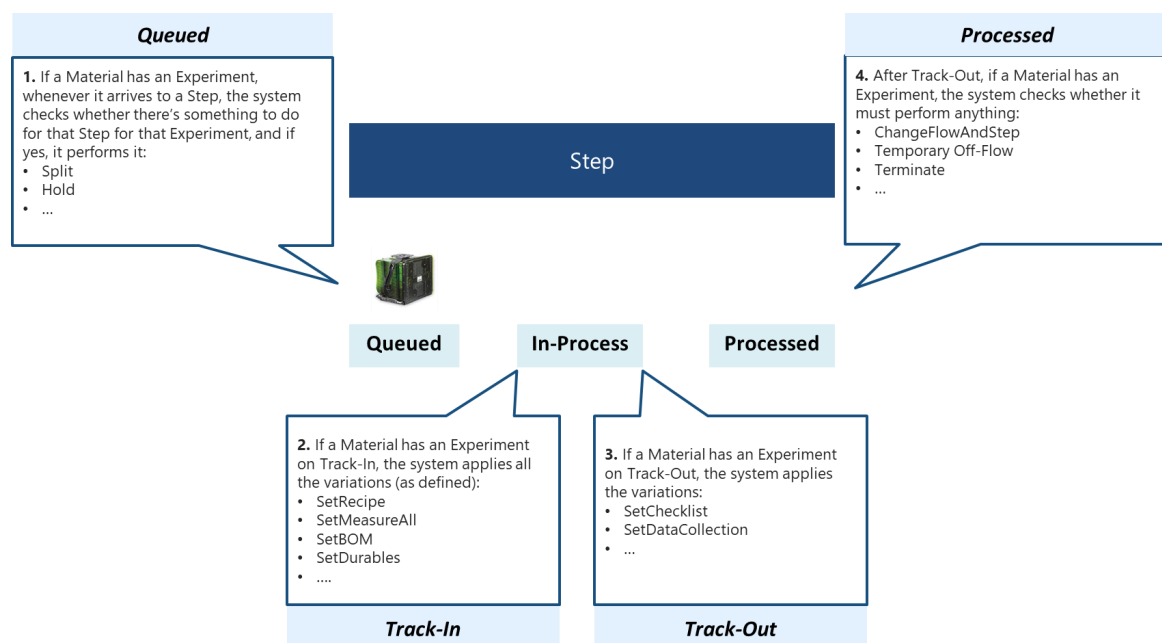 Queued
1. If a Material has an Experiment,
whenever it arrives to a Step, the system
checks whether there's something to do
for that Step for that Experiment, and if
yes, it performs it:
• Split
• Hold
• ...
Processed
4. After Track-Out, if a Material has an
Experiment, the system checks whether it
must perform anything:
• ChangeFlowAndStep
• Temporary Off-Flow
• Terminate
• ...
Step
Queued
In-Process
Processed
2. If a Material has an Experiment
on Track-In, the system applies all
the variations (as defined):
• SetRecipe
• SetMeasureAll
• SetBOM
• SetDurables
• ....
Track-In
3. If a Material has an Experiment
on Track-Out, the system applies
the variations:
• SetChecklist
• SetDataCollection
• ...
Track-Out